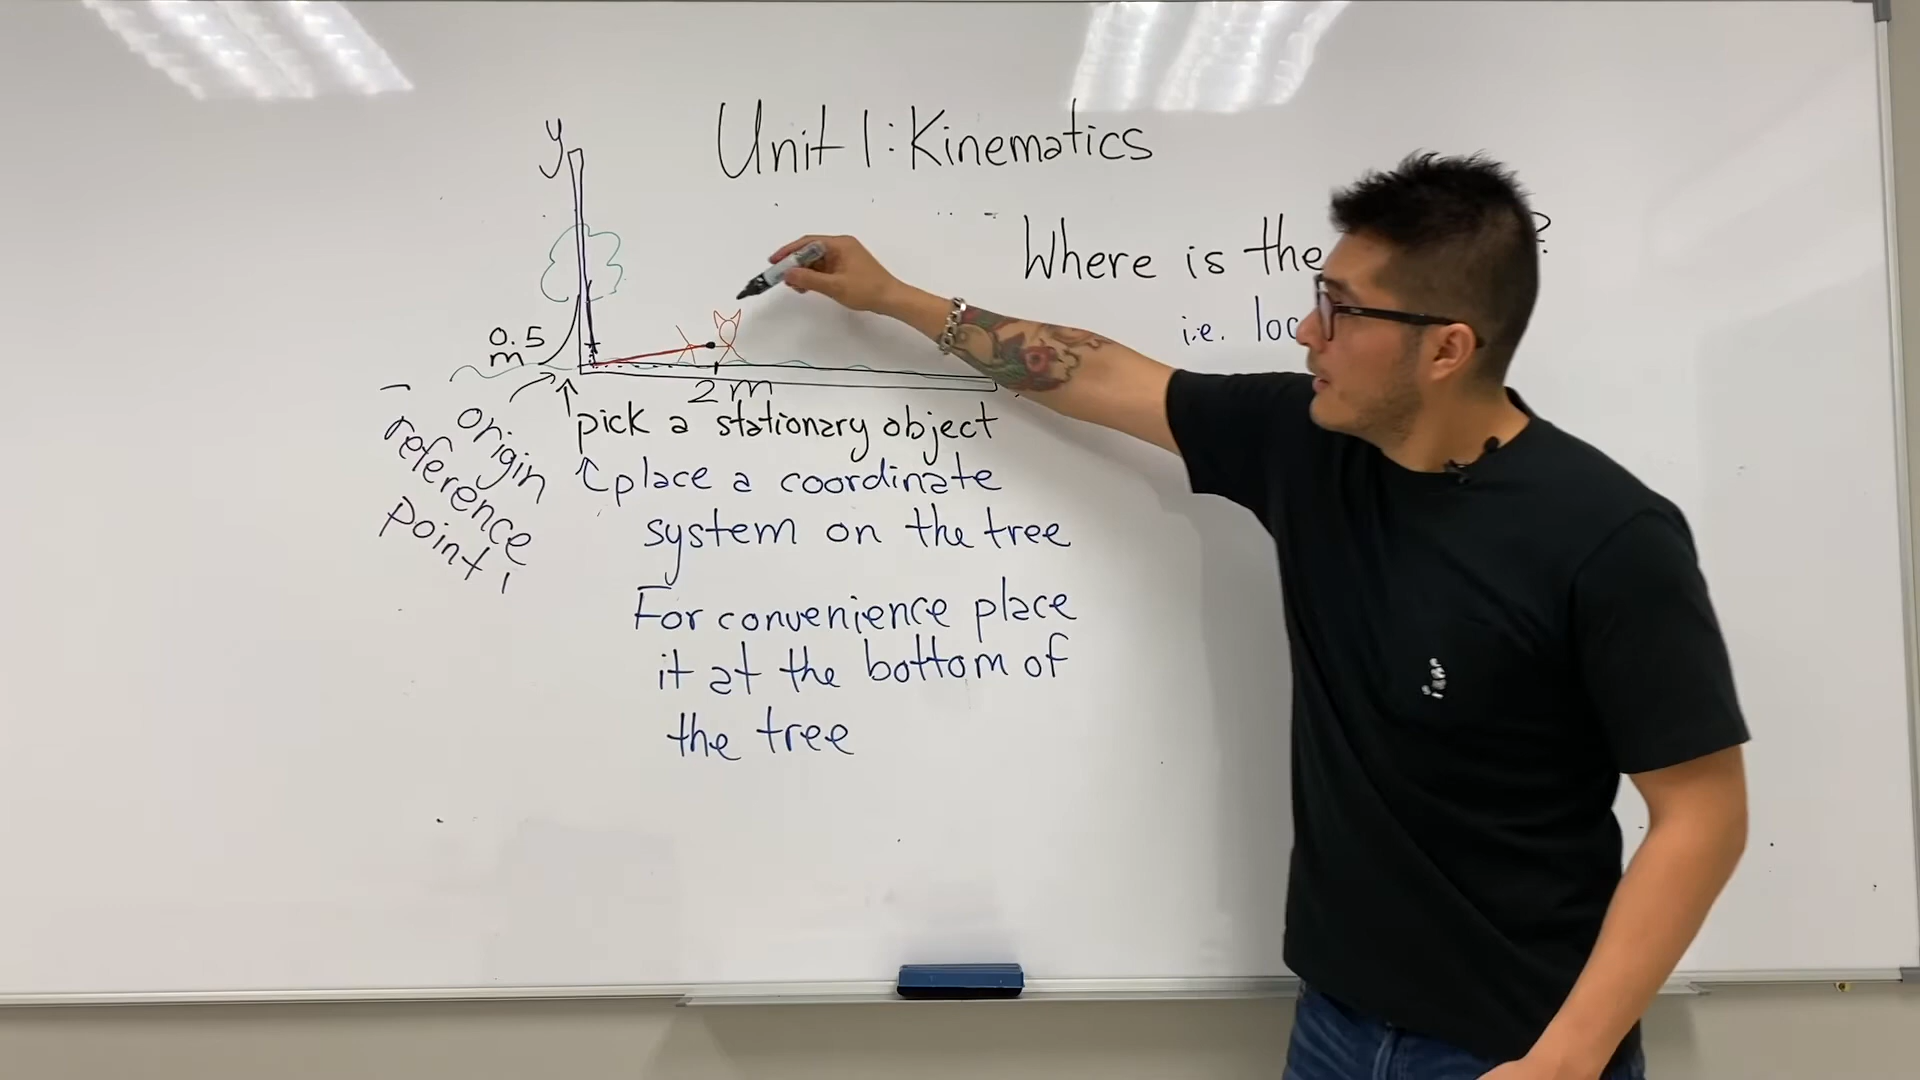 Unit 1: Kinematics
y
Where is the ?
i.e.
0.5
m
2 m
origin
reference
point
pick a stationary object
place a coordinate
system on the tree
For convenience place
it at the bottom of
the tree